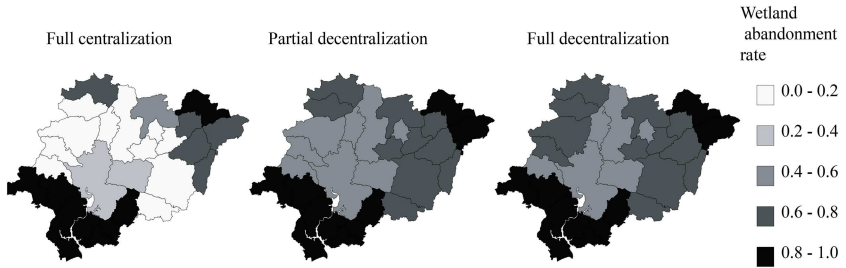 Full centralization
Partial decentralization
Full decentralization
Wetland
abandonment
rate
0.0 - 0.2
0.2 - 0.4
0.4 - 0.6
0.6 - 0.8
0.8 - 1.0